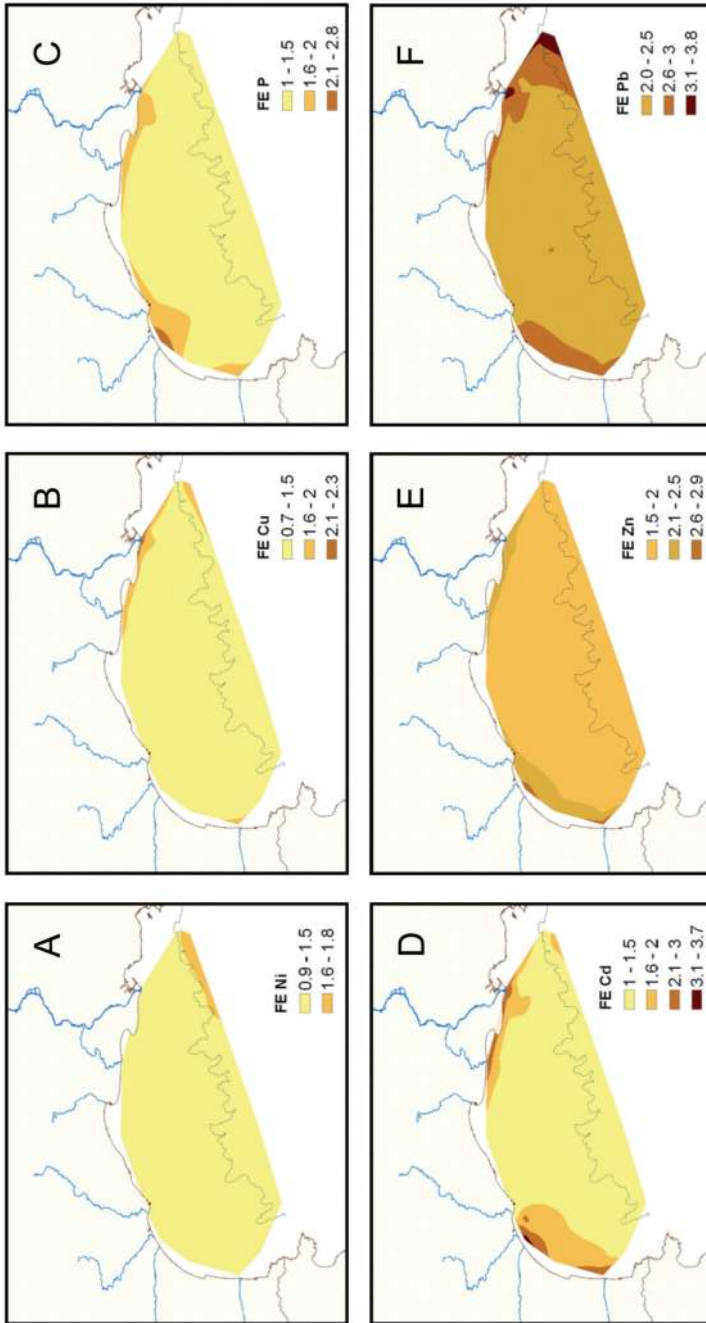 A
FE Ni
0.9 - 1.5
1.6 - 1.8
B
FE Cu
0.7 - 1.5
1.6 - 2
2.1 - 2.3
C
FE P
1 - 1.5
1.6 - 2
2.1 - 2.8
D
FE Cd
1 - 1.5
1.6 - 2
2.1 - 3
3.1 - 3.7
E
FE Zn
1.5 - 2
2.1 - 2.5
2.6 - 2.9
F
FE Pb
2.0 - 2.5
2.6 - 3
3.1 - 3.8